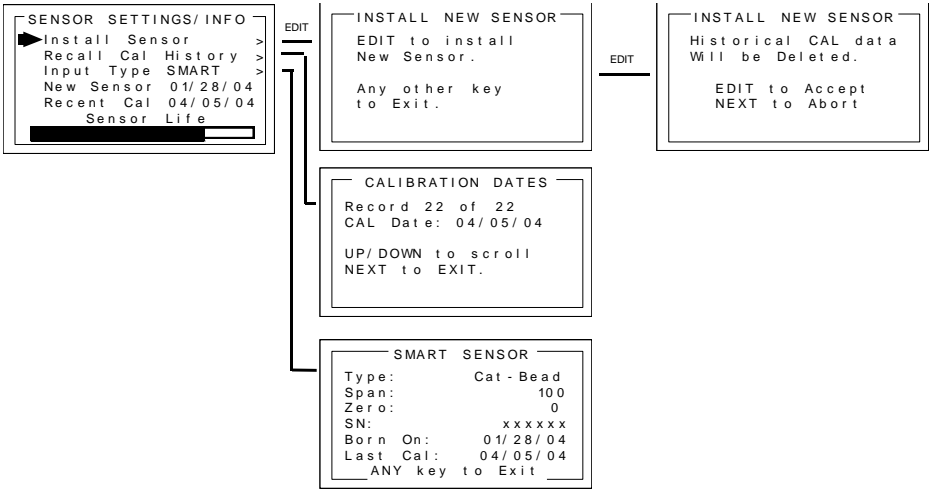 SENSOR SETTINGS/INFO
Install Sensor >
Recall Cal History >
Input Type SMART >
New Sensor 01/28/04
Recent Cal 04/05/04
Sensor Life
EDIT
INSTALL NEW SENSOR
EDIT to install
New Sensor.
Any other key
to Exit.
EDIT
INSTALL NEW SENSOR
Historical CAL data
Will be Deleted.
EDIT to Accept
NEXT to Abort
CALIBRATION DATES
Record 22 of 22
CAL Date: 04/05/04
UP/DOWN to scroll
NEXT to EXIT.
SMART SENSOR
Type: Cat-Bead
Span: 100
Zero: 0
SN: xxxxxx
Born On: 01/28/04
Last Cal: 04/05/04
ANY key to Exit